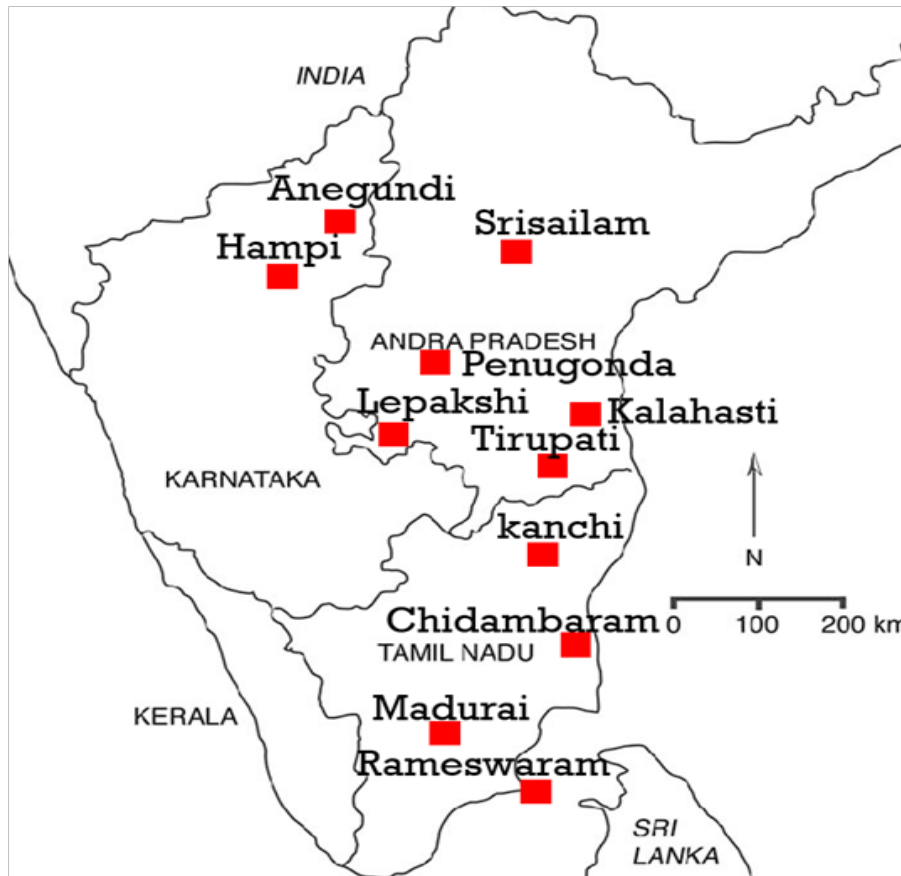 INDIA
Anegundi
Srisailam
Hampi
ANDRA PRADESH
Penugonda
Lepakshi
Kalahasti
Tirupati
KARNATAKA
kanchi
N
0 100 200 km
Chidambaram
TAMIL NADU
Madurai
KERALA
Rameswaram
SRI
LANKA